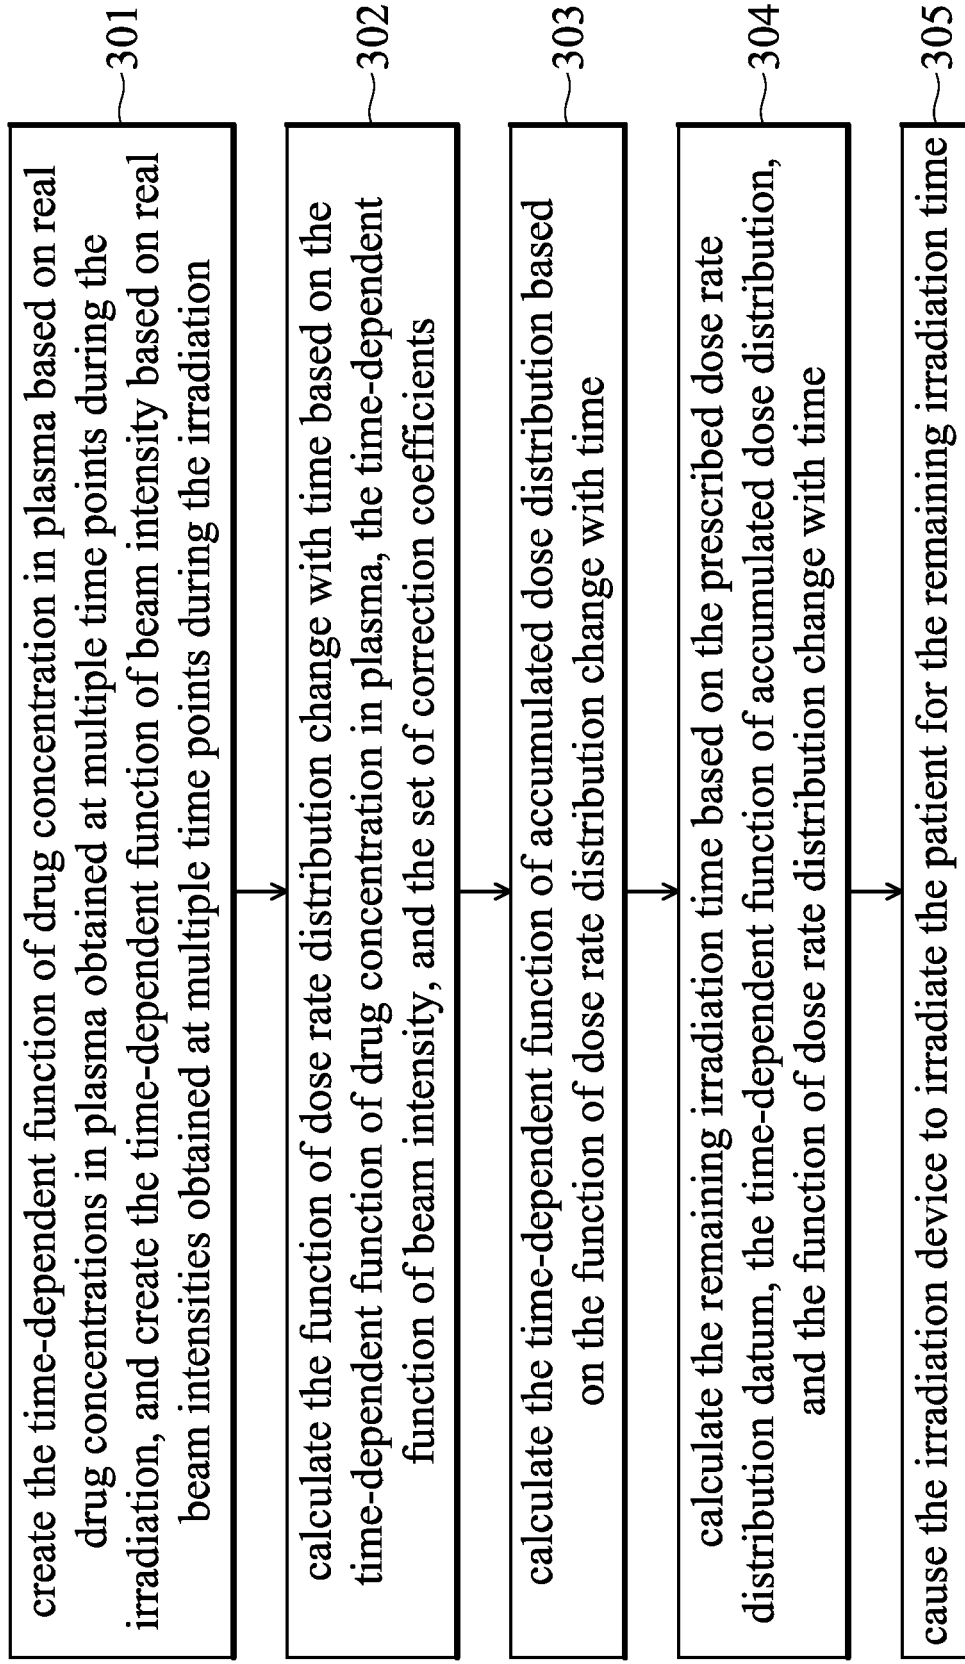 create the time-dependent function of drug concentration in plasma based on real
drug concentrations in plasma obtained at multiple time points during the
irradiation, and create the time-dependent function of beam intensity based on real
beam intensities obtained at multiple time points during the irradiation
301
calculate the function of dose rate distribution change with time based on the
time-dependent function of drug concentration in plasma, the time-dependent
function of beam intensity, and the set of correction coefficients
302
calculate the time-dependent function of accumulated dose distribution based
on the function of dose rate distribution change with time
303
calculate the remaining irradiation time based on the prescribed dose rate
distribution datum, the time-dependent function of accumulated dose distribution,
and the function of dose rate distribution change with time
304
cause the irradiation device to irradiate the patient for the remaining irradiation time
305